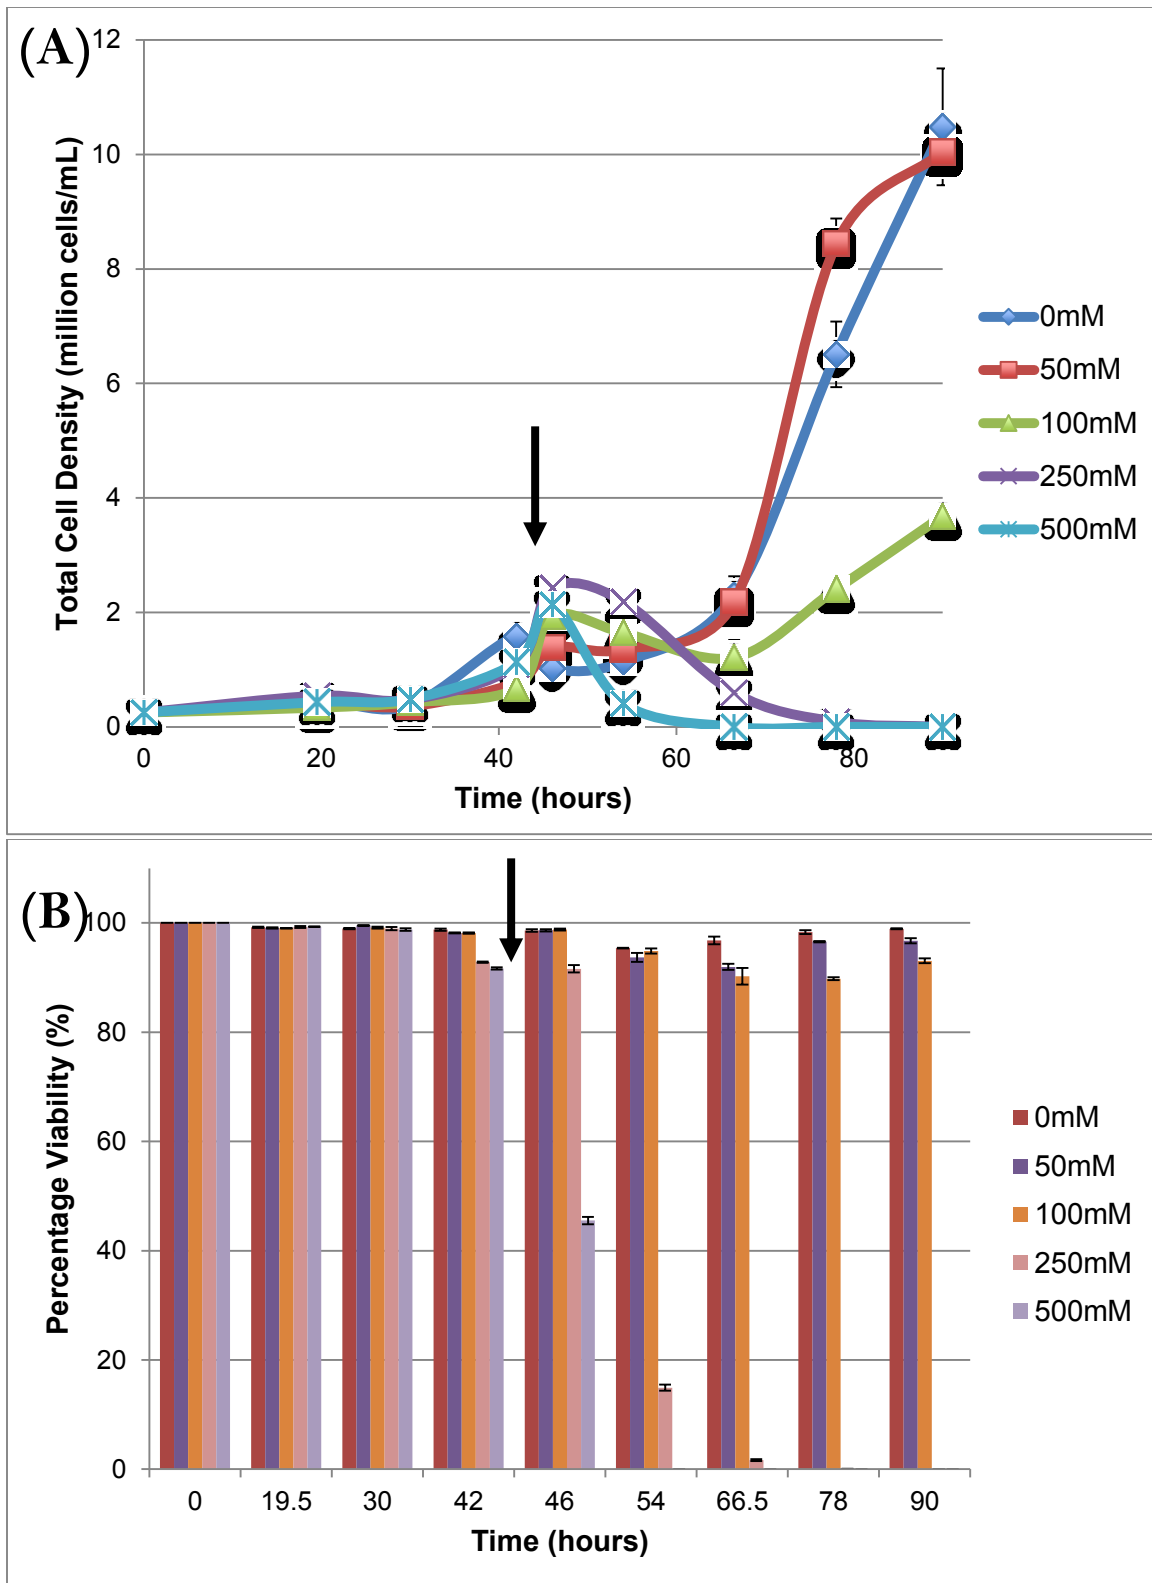 (A)
12
10
8
6
4
2
0
Total Cell Density (million cells/mL)
0 20 40 60 80
Time (hours)
0mM
50mM
100mM
250mM
500mM
(B)
100
80
60
40
20
0
Percentage Viability (%)
0 19.5 30 42 46 54 66.5 78 90
Time (hours)
0mM
50mM
100mM
250mM
500mM